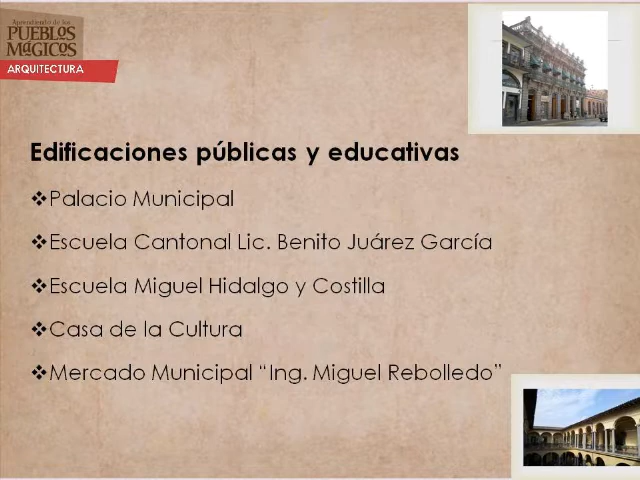 Aprendiendo de los
PUEBLOS
MáGICOS
ARQUITECTURA
Edificaciones públicas y educativas
❖Palacio Municipal
❖Escuela Cantonal Lic. Benito Juárez García
❖Escuela Miguel Hidalgo y Costilla
❖Casa de la Cultura
❖Mercado Municipal “Ing. Miguel Rebolledo”